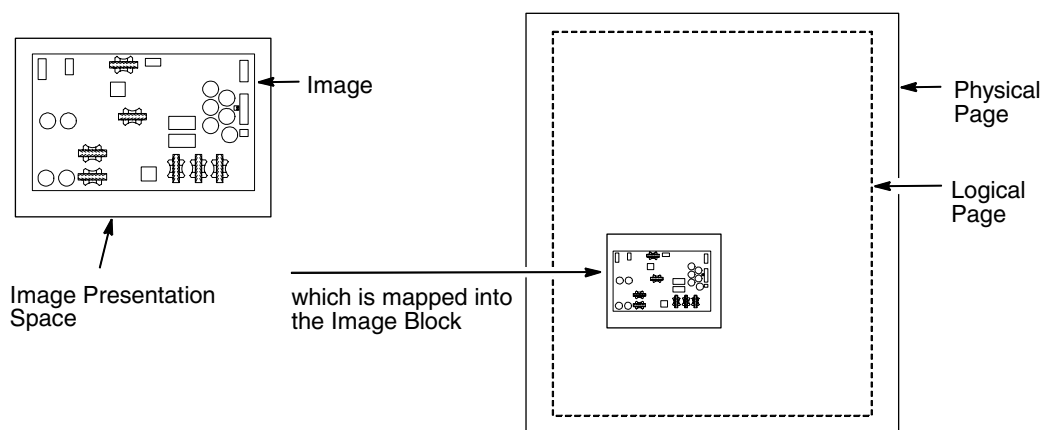 Image
Physical
Page
Logical
Page
Image Presentation
Space
which is mapped into
the Image Block